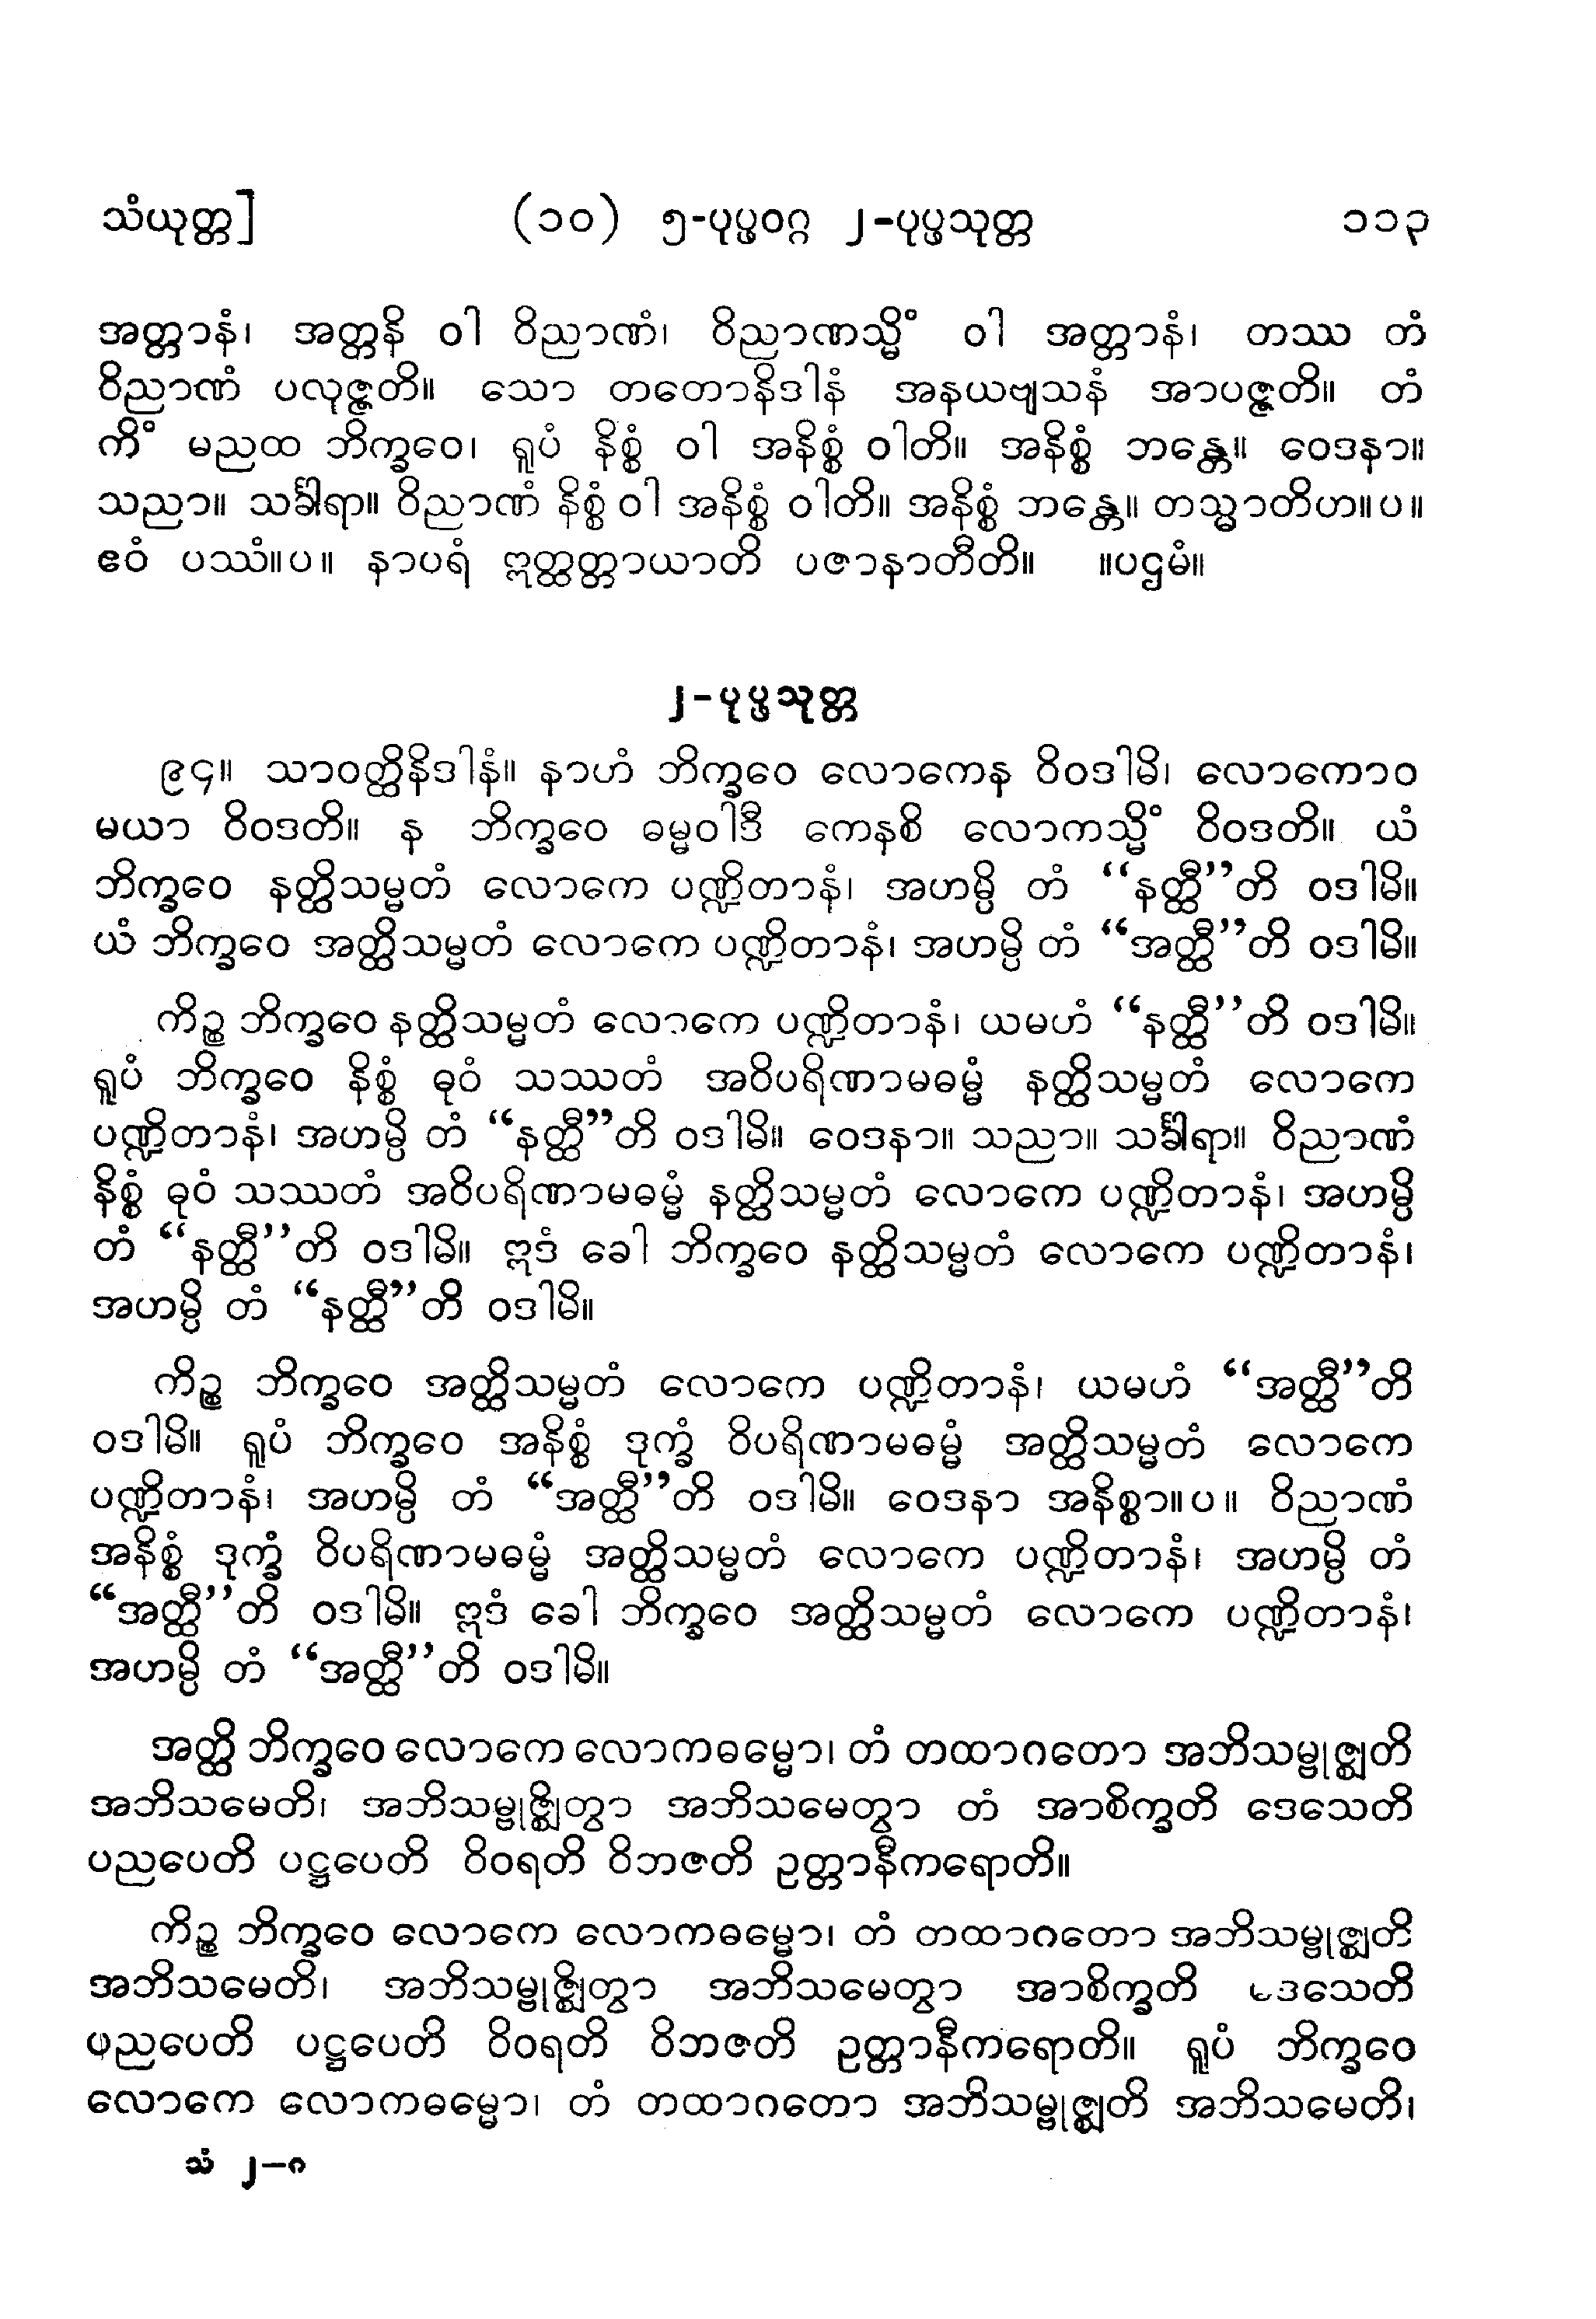 သံယုတ္တ] (၁၀) ၅-ပုပ္ဖဝဂ္ဂ ၂-ပုပ္ဖသုတ္တ ၁၁၃
အတ္တာနံ၊ အတ္တနိ ဝါ ဝိညာဏံ၊ ဝိညာဏသ္မိံ ဝါ အတ္တာနံ၊ တဿ တံ
ဝိညာဏံ ပလုဇ္ဇတိ။ သော တတောနိဒါနံ အနယဗျသနံ အာပဇ္ဇတိ။ တံ
ကိံ မညထ ဘိက္ခဝေ၊ ရူပံ နိစ္စံ ဝါ အနိစ္စံ ဝါတိ။ အနိစ္စံ ဘန္တေ။ ဝေဒနာ။
သညာ။ သင်္ခါရာ။ ဝိညာဏံ နိစ္စံ ဝါ အနိစ္စံ ဝါတိ။ အနိစ္စံ ဘန္တေ။ တသ္မာတိဟ။ပ။
ဧဝံ ပဿံ။ပ။ နာပရံ ဣတ္ထတ္တာယာတိ ပဇာနာတီတိ။ ။ပဌမံ။
၂-ပုပ္ဖသုတ္တ
၉၄။ သာဝတ္ထိနိဒါနံ။ နာဟံ ဘိက္ခဝေ လောကေန ဝိဝဒါမိ၊ လောကောဝ
မယာ ဝိဝဒတိ။ န ဘိက္ခဝေ ဓမ္မဝါဒီ ကေနစိ လောကသ္မိံ ဝိဝဒတိ။ ယံ
ဘိက္ခဝေ နတ္ထိသမ္မတံ လောကေ ပဏ္ဍိတာနံ၊ အဟမ္ပိ တံ “နတ္ထီ”တိ ဝဒါမိ။
ယံ ဘိက္ခဝေ အတ္ထိသမ္မတံ လောကေ ပဏ္ဍိတာနံ၊ အဟမ္ပိ တံ “အတ္ထီ”တိ ဝဒါမိ။
ကိဉ္စ ဘိက္ခဝေ နတ္ထိသမ္မတံ လောကေ ပဏ္ဍိတာနံ၊ ယမဟံ “နတ္ထီ”တိ ဝဒါမိ။
ရူပံ ဘိက္ခဝေ နိစ္စံ ဓုဝံ သဿတံ အဝိပရိဏာမဓမ္မံ နတ္ထိသမ္မတံ လောကေ
ပဏ္ဍိတာနံ၊ အဟမ္ပိ တံ “နတ္ထီ”တိ ဝဒါမိ။ ဝေဒနာ။ သညာ။ သင်္ခါရာ။ ဝိညာဏံ
နိစ္စံ ဓုဝံ သဿတံ အဝိပရိဏာမဓမ္မံ နတ္ထိသမ္မတံ လောကေ ပဏ္ဍိတာနံ၊ အဟမ္ပိ
တံ “နတ္ထီ”တိ ဝဒါမိ။ ဣဒံ ခေါ ဘိက္ခဝေ နတ္ထိသမ္မတံ လောကေ ပဏ္ဍိတာနံ၊
အဟမ္ပိ တံ “နတ္ထီ”တိ ဝဒါမိ။
ကိဉ္စ ဘိက္ခဝေ အတ္ထိသမ္မတံ လောကေ ပဏ္ဍိတာနံ၊ ယမဟံ “အတ္ထီ”တိ
ဝဒါမိ။ ရူပံ ဘိက္ခဝေ အနိစ္စံ ဒုက္ခံ ဝိပရိဏာမဓမ္မံ အတ္ထိသမ္မတံ လောကေ
ပဏ္ဍိတာနံ၊ အဟမ္ပိ တံ “အတ္ထီ”တိ ဝဒါမိ။ ဝေဒနာ အနိစ္စာ။ပ။ ဝိညာဏံ
အနိစ္စံ ဒုက္ခံ ဝိပရိဏာမဓမ္မံ အတ္ထိသမ္မတံ လောကေ ပဏ္ဍိတာနံ၊ အဟမ္ပိ တံ
“အတ္ထီ”တိ ဝဒါမိ။ ဣဒံ ခေါ ဘိက္ခဝေ အတ္ထိသမ္မတံ လောကေ ပဏ္ဍိတာနံ၊
အဟမ္ပိ တံ “အတ္ထီ”တိ ဝဒါမိ။
အတ္ထိ ဘိက္ခဝေ လောကေ လောကဓမ္မော၊ တံ တထာဂတော အဘိသမ္ဗုဇ္ဈတိ
အဘိသမေတိ၊ အဘိသမ္ဗုဇ္ဈိတွာ အဘိသမေတွာ တံ အာစိက္ခတိ ဒေသေတိ
ပညပေတိ ပဋ္ဌပေတိ ဝိဝရတိ ဝိဘဇတိ ဥတ္တာနီကရောတိ။
ကိဉ္စ ဘိက္ခဝေ လောကေ လောကဓမ္မော၊ တံ တထာဂတော အဘိသမ္ဗုဇ္ဈတိ
အဘိသမေတိ၊ အဘိသမ္ဗုဇ္ဈိတွာ အဘိသမေတွာ အာစိက္ခတိ ဒေသေတိ
ပညပေတိ ပဋ္ဌပေတိ ဝိဝရတိ ဝိဘဇတိ ဥတ္တာနီကရောတိ။ ရူပံ ဘိက္ခဝေ
လောကေ လောကဓမ္မော၊ တံ တထာဂတော အဘိသမ္ဗုဇ္ဈတိ အဘိသမေတိ၊
သံ ၂-၈